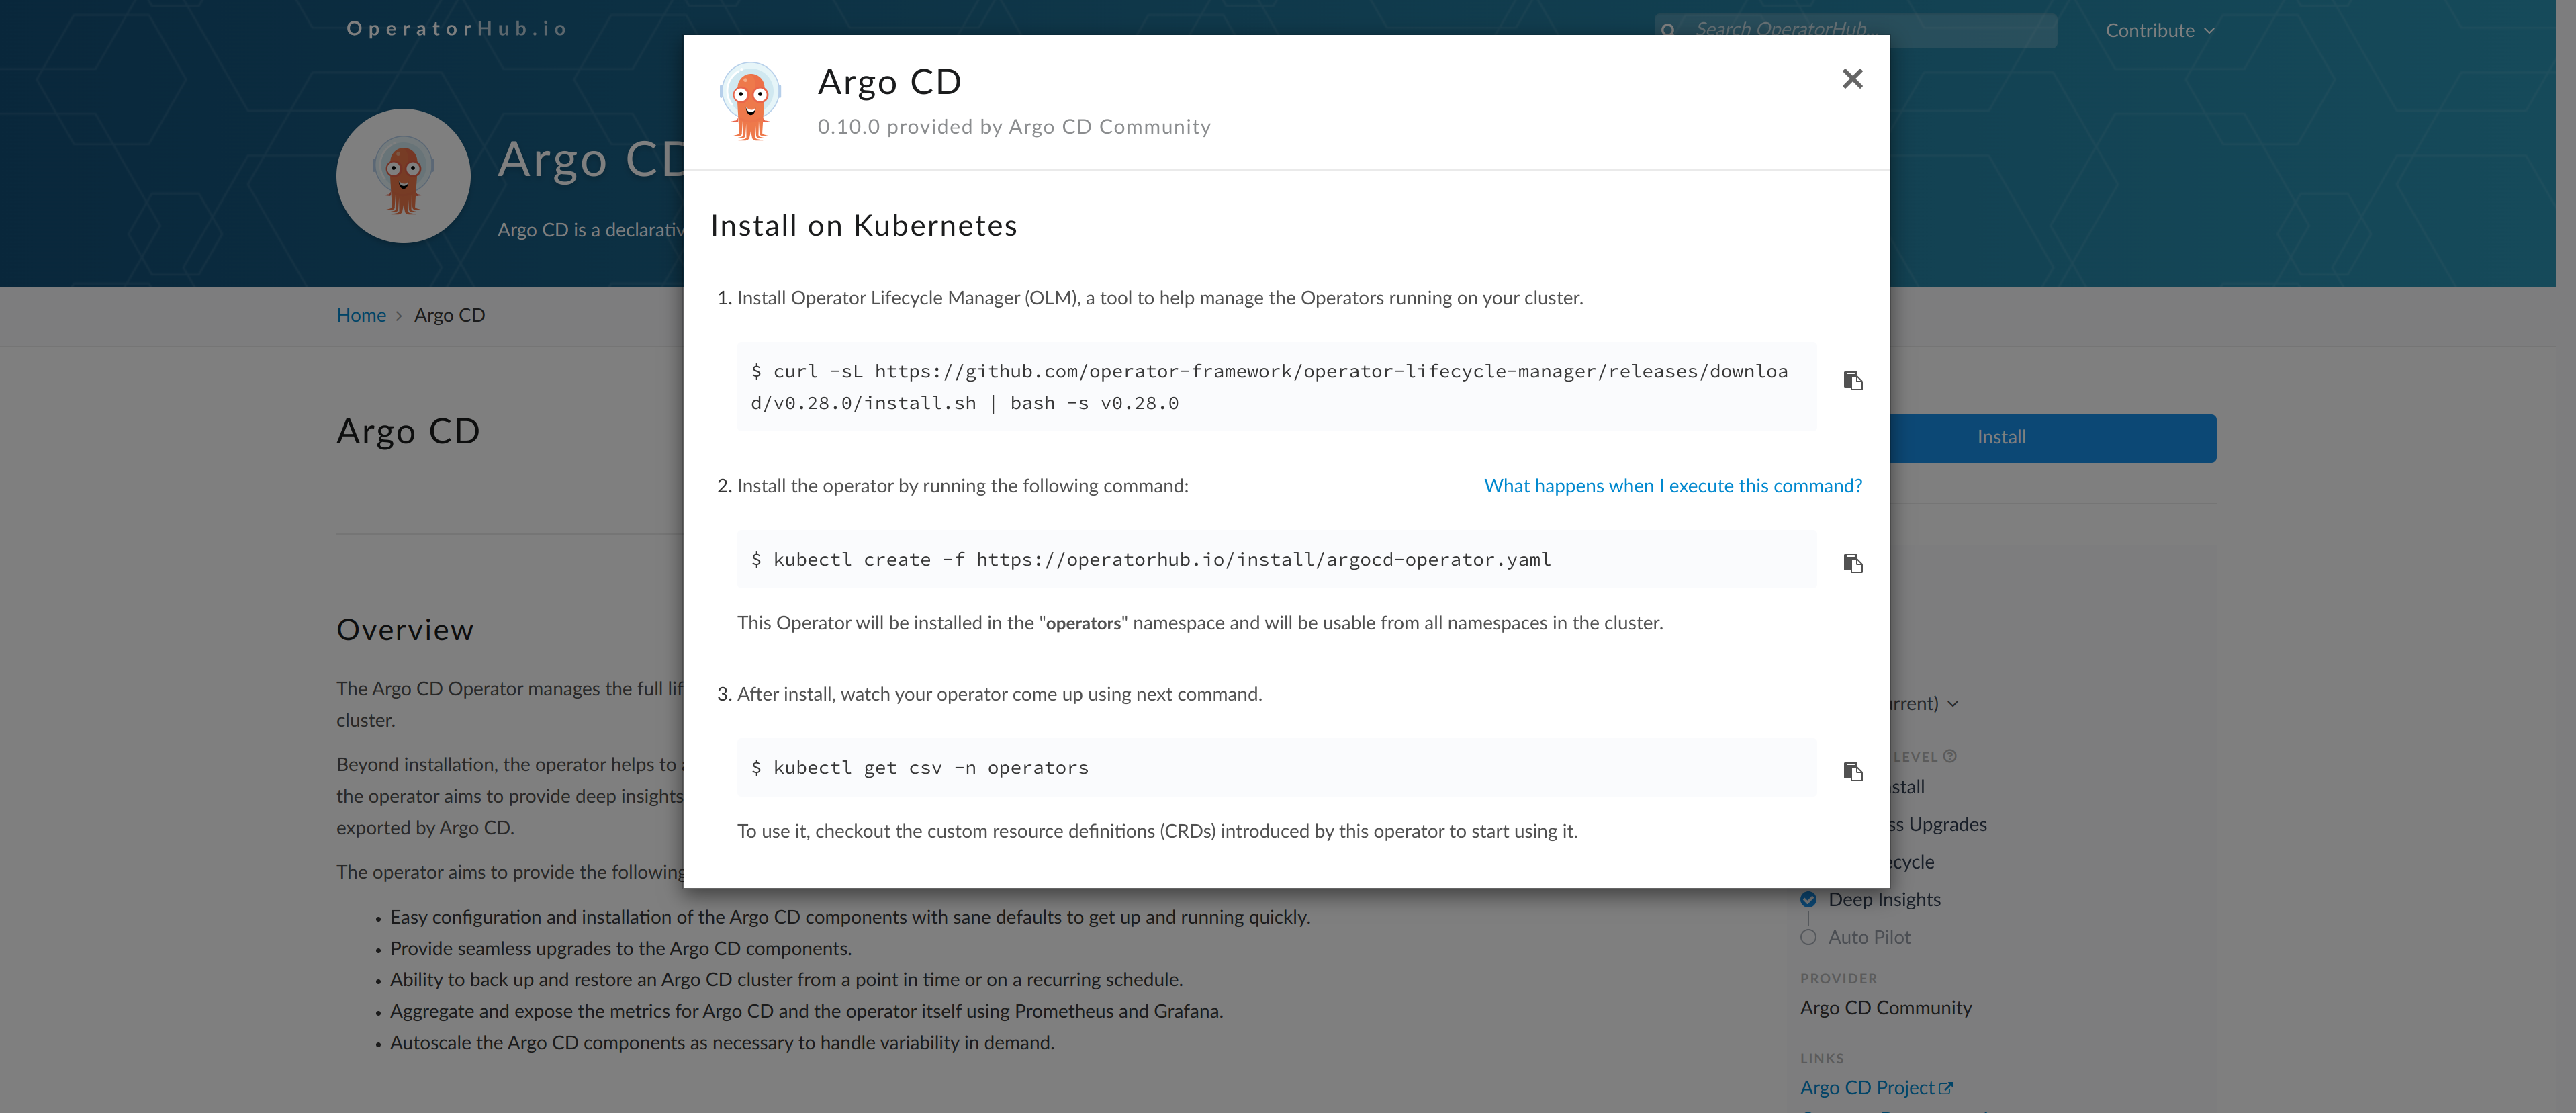 OperatorHub.io
Search OperatorHub...
Contribute
Argo CD
Argo CD is a
Home > Argo CD
Argo CD
Overview
The Argo CD Operator manages the full
cluster.
Beyond installation, the operator helps to
the operator aims to provide deep insights
exported by Argo CD.
The operator aims to provide the following
• Easy configuration and installation of the Argo CD components with sane defaults to get up and running quickly.
• Provide seamless upgrades to the Argo CD components.
• Ability to back up and restore an Argo CD cluster from a point in time or on a recurring schedule.
• Aggregate and expose the metrics for Argo CD and the operator itself using Prometheus and Grafana.
• Autoscale the Argo CD components as necessary to handle variability in demand.
Argo CD
0.10.0 provided by Argo CD Community
Install on Kubernetes
1. Install Operator Lifecycle Manager (OLM), a tool to help manage the Operators running on your cluster.
$ curl -sL https://github.com/operator-framework/operator-lifecycle-manager/releases/downloa
d/v0.28.0/install.sh | bash -s v0.28.0
2. Install the operator by running the following command:
What happens when I execute this command?
$ kubectl create -f https://operatorhub.io/install/argocd-operator.yaml
This Operator will be installed in the "operators" namespace and will be usable from all namespaces in the cluster.
3. After install, watch your operator come up using next command.
$ kubectl get csv -n operators
To use it, checkout the custom resource definitions (CRDs) introduced by this operator to start using it.
Install
LEVEL
Upgrades
Deep Insights
Auto Pilot
PROVIDER
Argo CD Community
LINKS
Argo CD Project